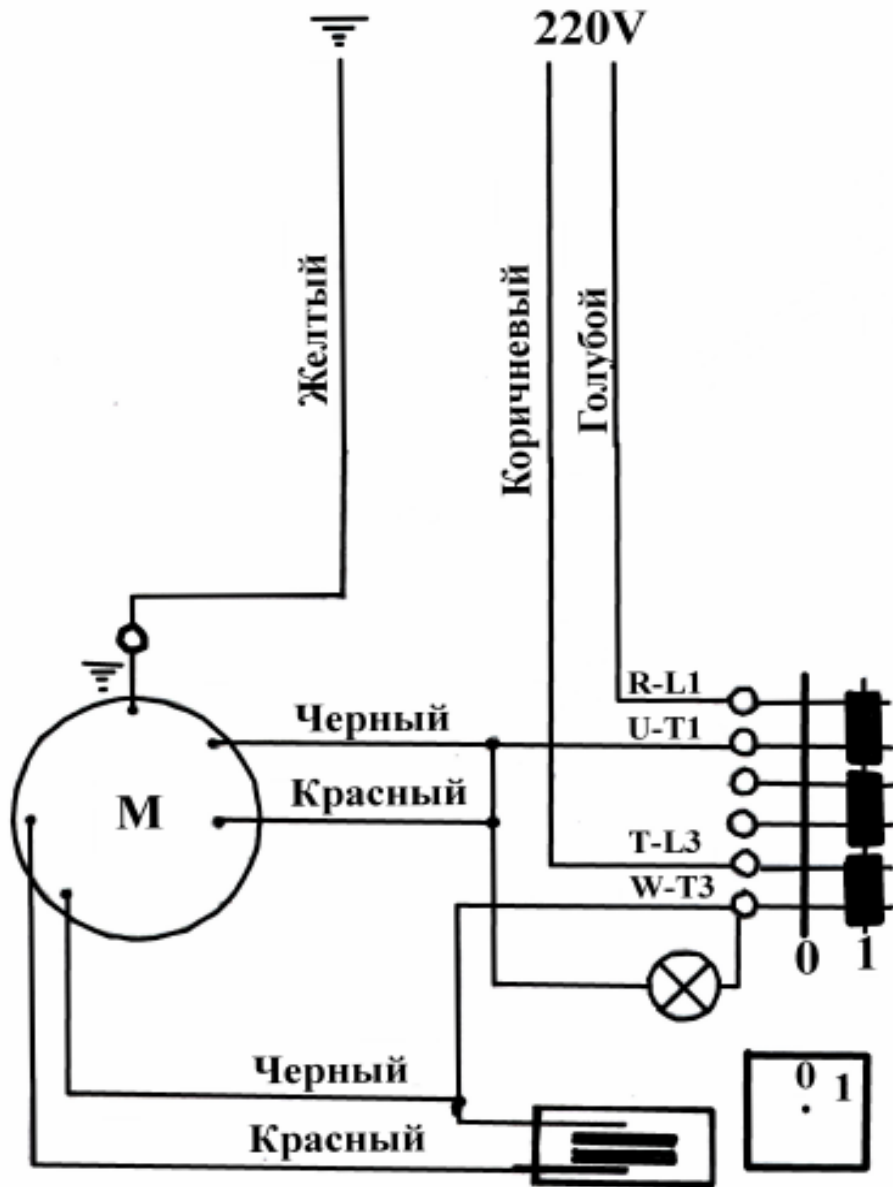 220V
Желтый
Коричневый
Голубой
R-L1
Черный
U-T1
Красный
М
T-L3
W-T3
0 1
Черный
0 1
Красный